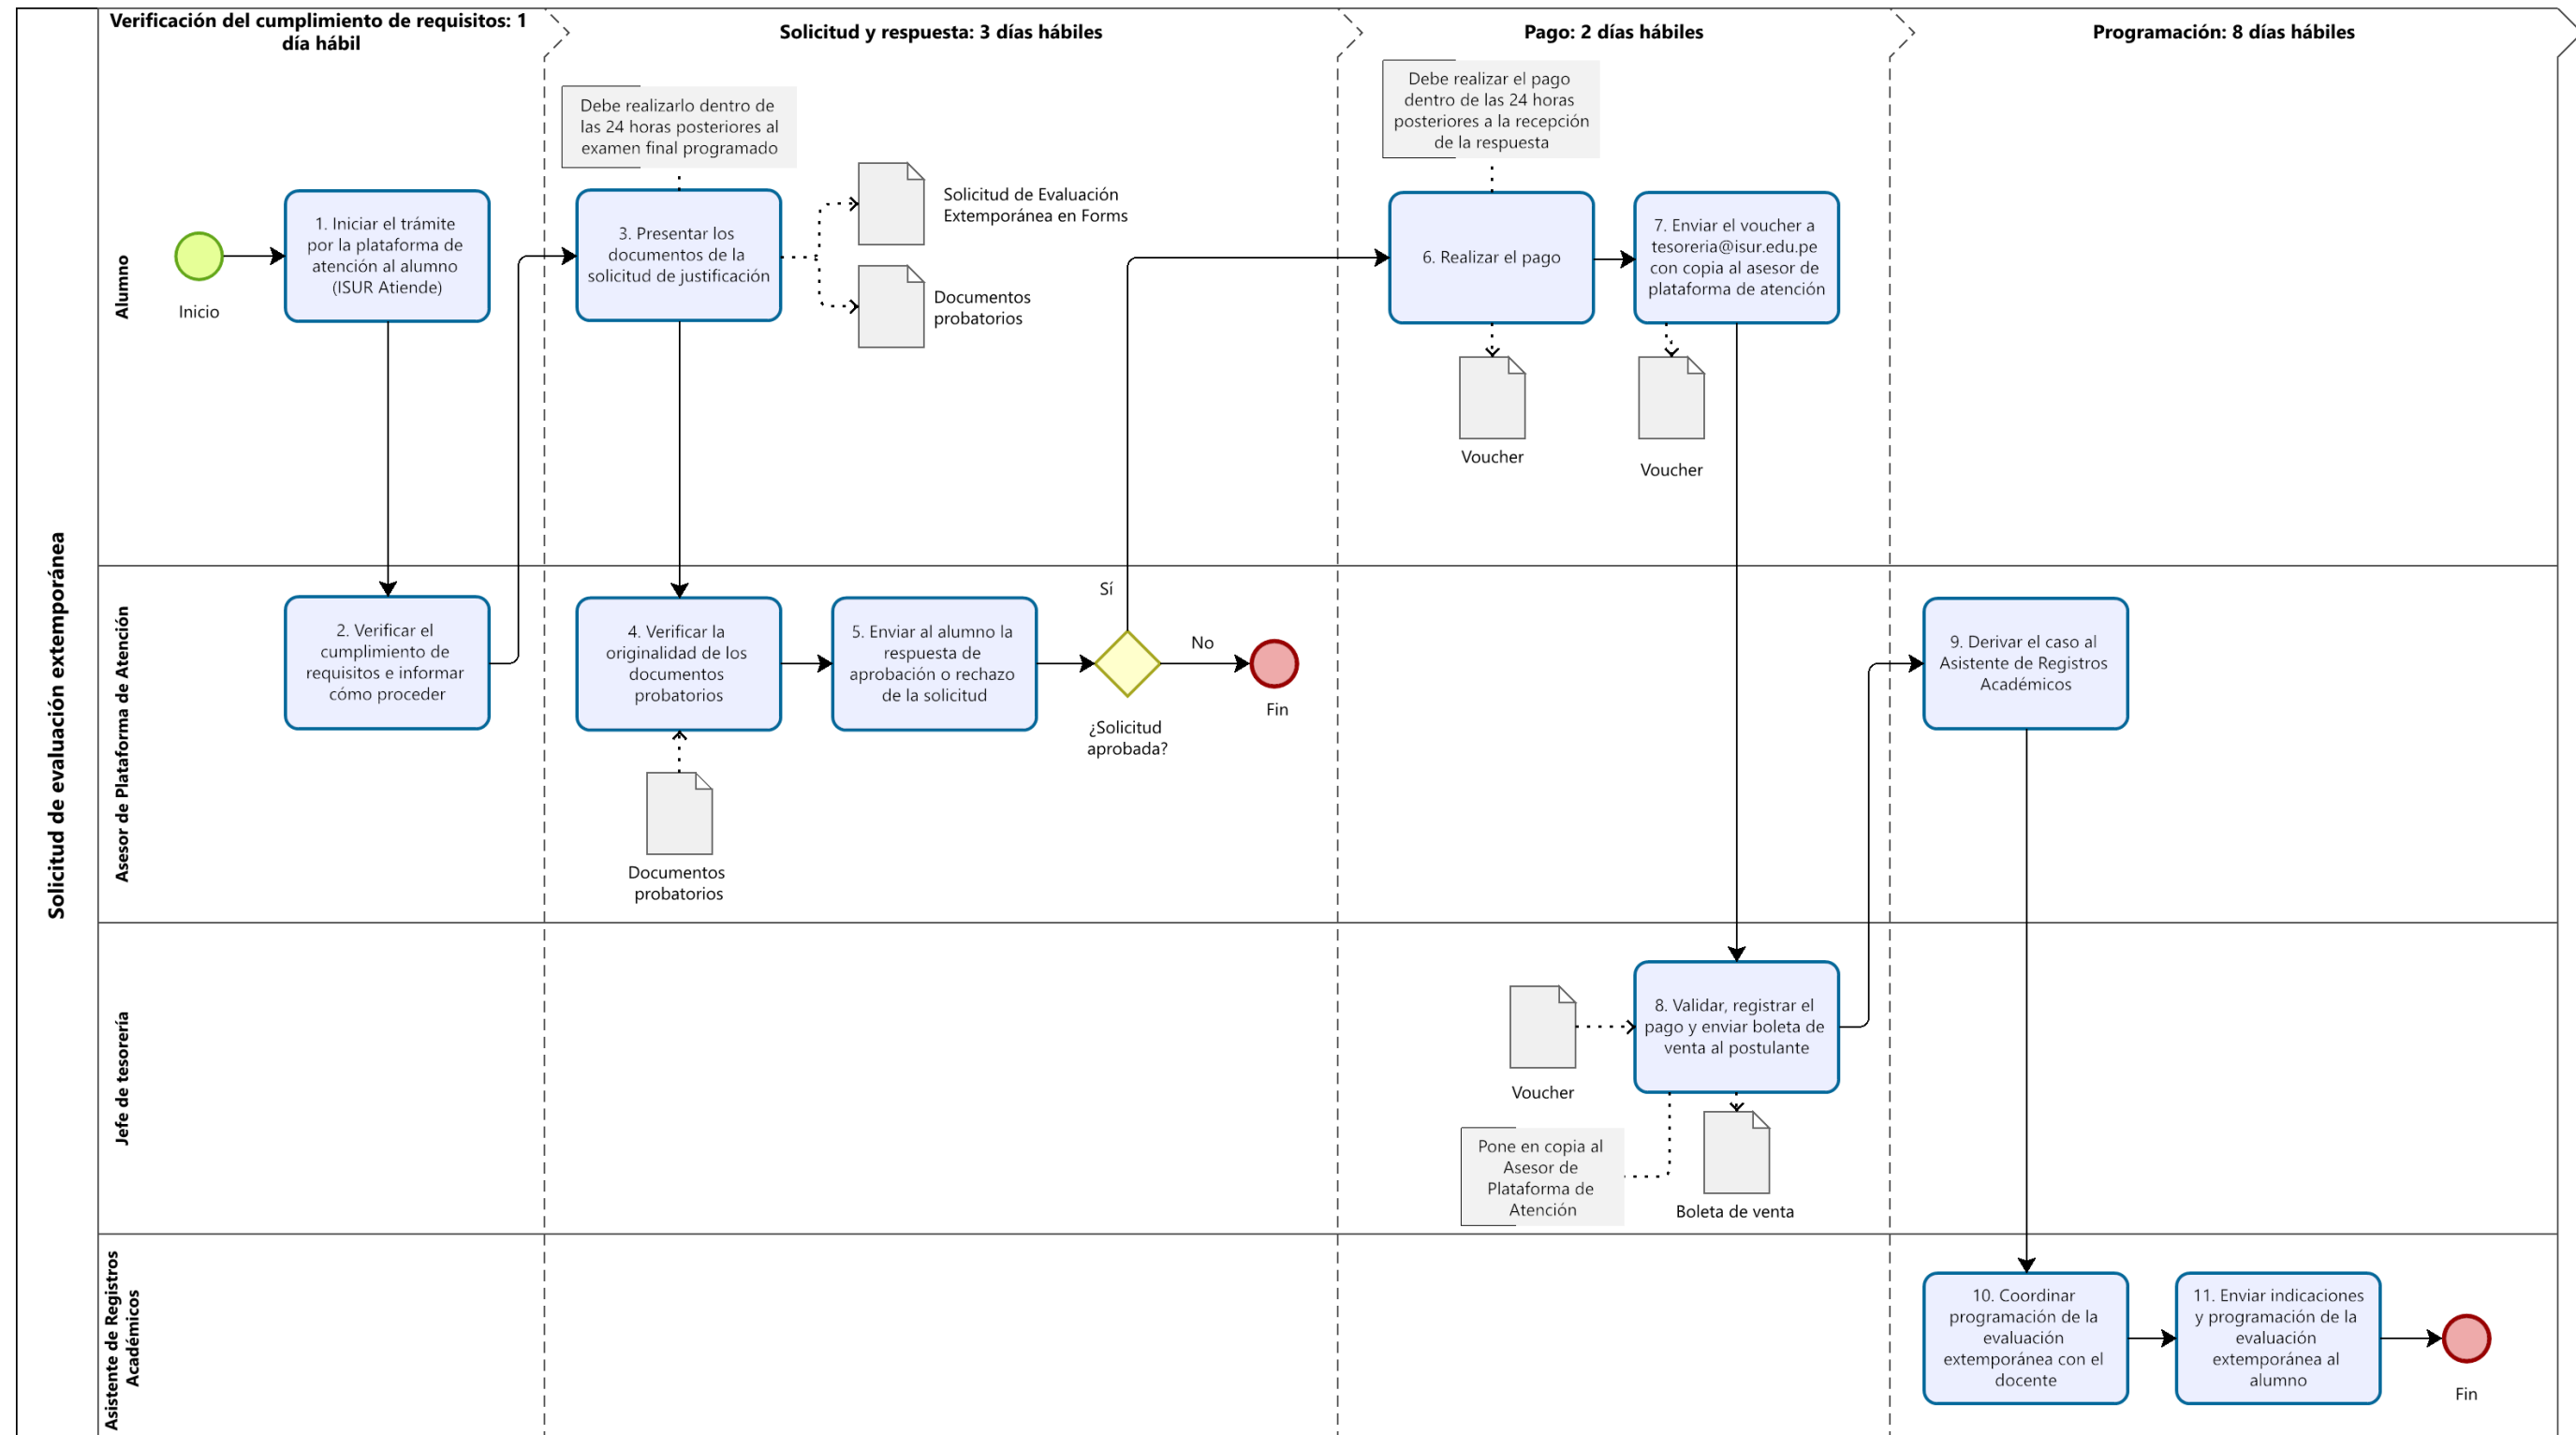 Verificación del cumplimiento de requisitos: 1
día hábil
Solicitud y respuesta: 3 días hábiles
Pago: 2 días hábiles
Programación: 8 días hábiles
Solicitud de evaluación extemporánea
Alumno
Inicio
1. Iniciar el trámite
por la plataforma de
atención al alumno
(ISUR Atiende)
Debe realizarlo dentro de
las 24 horas posteriores al
examen final programado
3. Presentar los
documentos de la
solicitud de justificación
Solicitud de Evaluación
Extemporánea en Forms
Documentos
probatorios
Debe realizar el pago
dentro de las 24 horas
posteriores a la recepción
de la respuesta
6. Realizar el pago
Voucher
7. Enviar el voucher a
tesoreria@isur.edu.pe
con copia al asesor de
plataforma de atención
Voucher
Asesor de Plataforma de Atención
2. Verificar el
cumplimiento de
requisitos e informar
cómo proceder
4. Verificar la
originalidad de los
documentos
probatorios
Documentos
probatorios
5. Enviar al alumno la
respuesta de
aprobación o rechazo
de la solicitud
Sí
No
¿Solicitud
aprobada?
Fin
9. Derivar el caso al
Asistente de Registros
Académicos
Jefe de tesorería
Voucher
8. Validar, registrar el
pago y enviar boleta de
venta al postulante
Pone en copia al
Asesor de
Plataforma de
Atención
Boleta de venta
Asistente de Registros
Académicos
10. Coordinar
programación de la
evaluación
extemporánea con el
docente
11. Enviar indicaciones
y programación de la
evaluación
extemporánea al
alumno
Fin